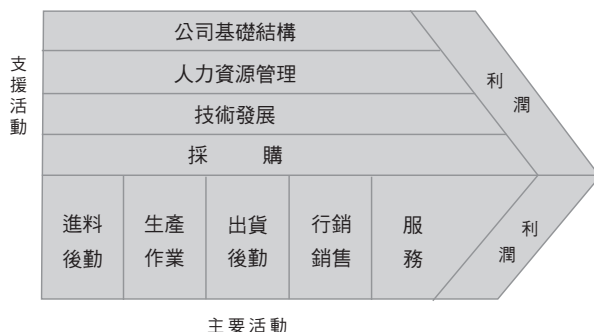 支援活動
公司基礎結構
人力資源管理
技術發展
採 購
利潤
進料
後勤
生產
作業
出貨
後勤
行銷
銷售
服
務
利潤
主要活動